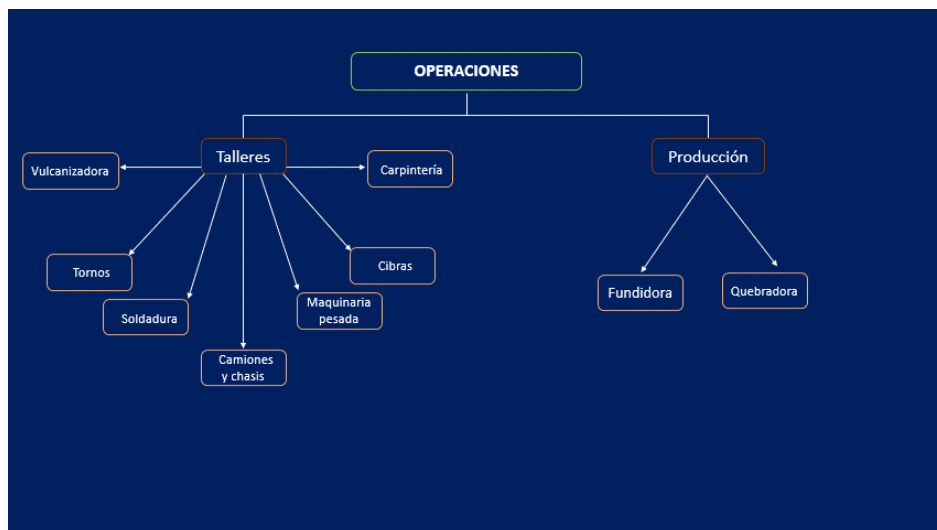 OPERACIONES
Talleres
Producción
Vulcanizadora
Carpintería
Tornos
Cibras
Soldadura
Maquinaria
pesada
Camiones
y chasis
Fundidora
Quebradora